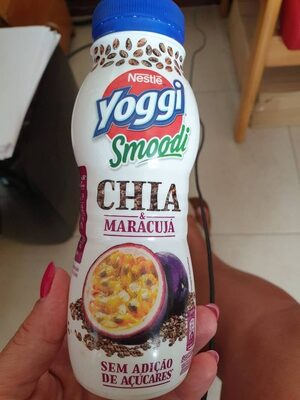 Nestlé
Yoggi
Smoodi
CHIA
&
MARACUJÁ
SEM ADIÇÃO
DE AÇÚCARES